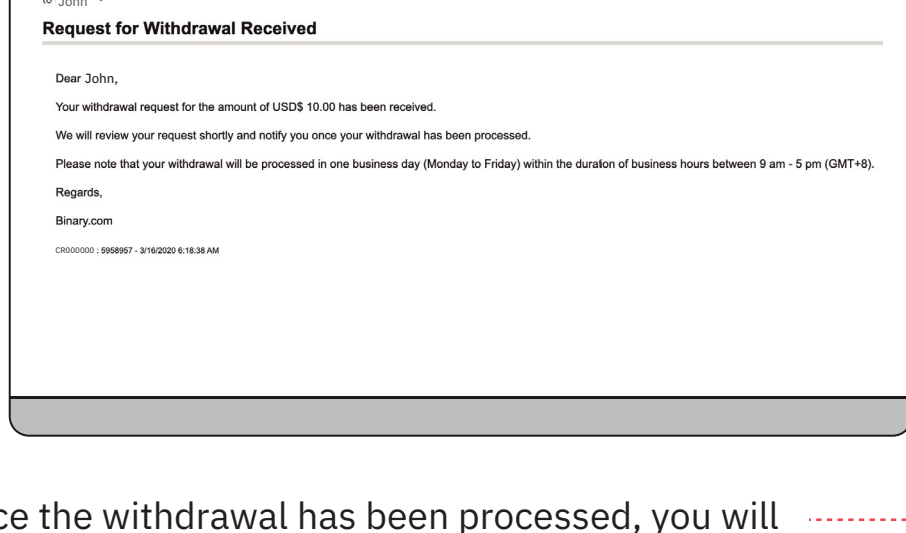 to John
Request for Withdrawal Received
Dear John,
Your withdrawal request for the amount of USD$ 10.00 has been received.
We will review your request shortly and notify you once your withdrawal has been processed.
Please note that your withdrawal will be processed in one business day (Monday to Friday) within the duration of business hours between 9 am - 5 pm (GMT+8).
Regards,
Binary.com
CR000000 : 5958957 - 3/16/2020 6:18:38 AM
ce the withdrawal has been processed, you will